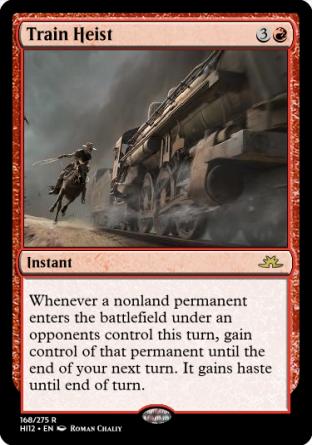 Train Heist 3
Instant
Whenever a nonland permanent
enters the battlefield under an
opponents control this turn, gain
control of that permanent until the
end of your next turn. It gains haste
until end of turn.
168/275 R
HI12 • EN ROMAN CHALIY